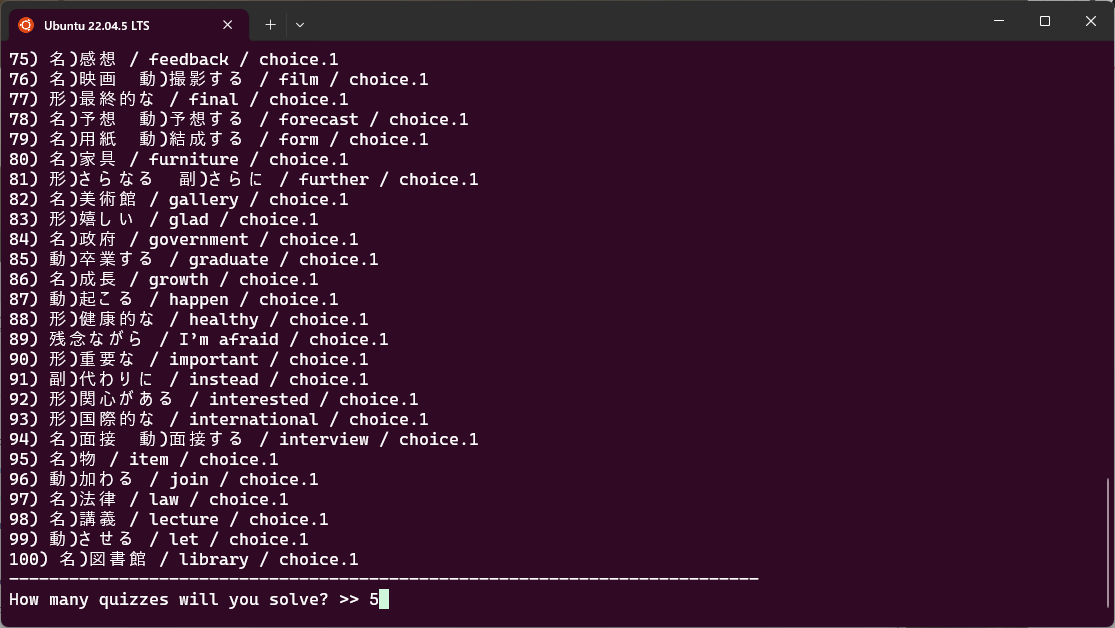 Ubuntu 22.04.5 LTS
75) 名)感想 / feedback / choice.1
76) 名)映画　動)撮影する / film / choice.1
77) 形)最終的な / final / choice.1
78) 名)予想　動)予想する / forecast / choice.1
79) 名)用紙　動)結成する / form / choice.1
80) 名)家具 / furniture / choice.1
81) 形)さらなる　副)さらに / further / choice.1
82) 名)美術館 / gallery / choice.1
83) 形)嬉しい / glad / choice.1
84) 名)政府 / government / choice.1
85) 動)卒業する / graduate / choice.1
86) 名)成長 / growth / choice.1
87) 動)起こる / happen / choice.1
88) 形)健康的な / healthy / choice.1
89) 残念ながら / I'm afraid / choice.1
90) 形)重要な / important / choice.1
91) 副)代わりに / instead / choice.1
92) 形)関心がある / interested / choice.1
93) 形)国際的な / international / choice.1
94) 名)面接　動)面接する / interview / choice.1
95) 名)物 / item / choice.1
96) 動)加わる / join / choice.1
97) 名)法律 / law / choice.1
98) 名)講義 / lecture / choice.1
99) 動)させる / let / choice.1
100) 名)図書館 / library / choice.1
---------------------------------------------------------------------------
How many quizzes will you solve? >> 5